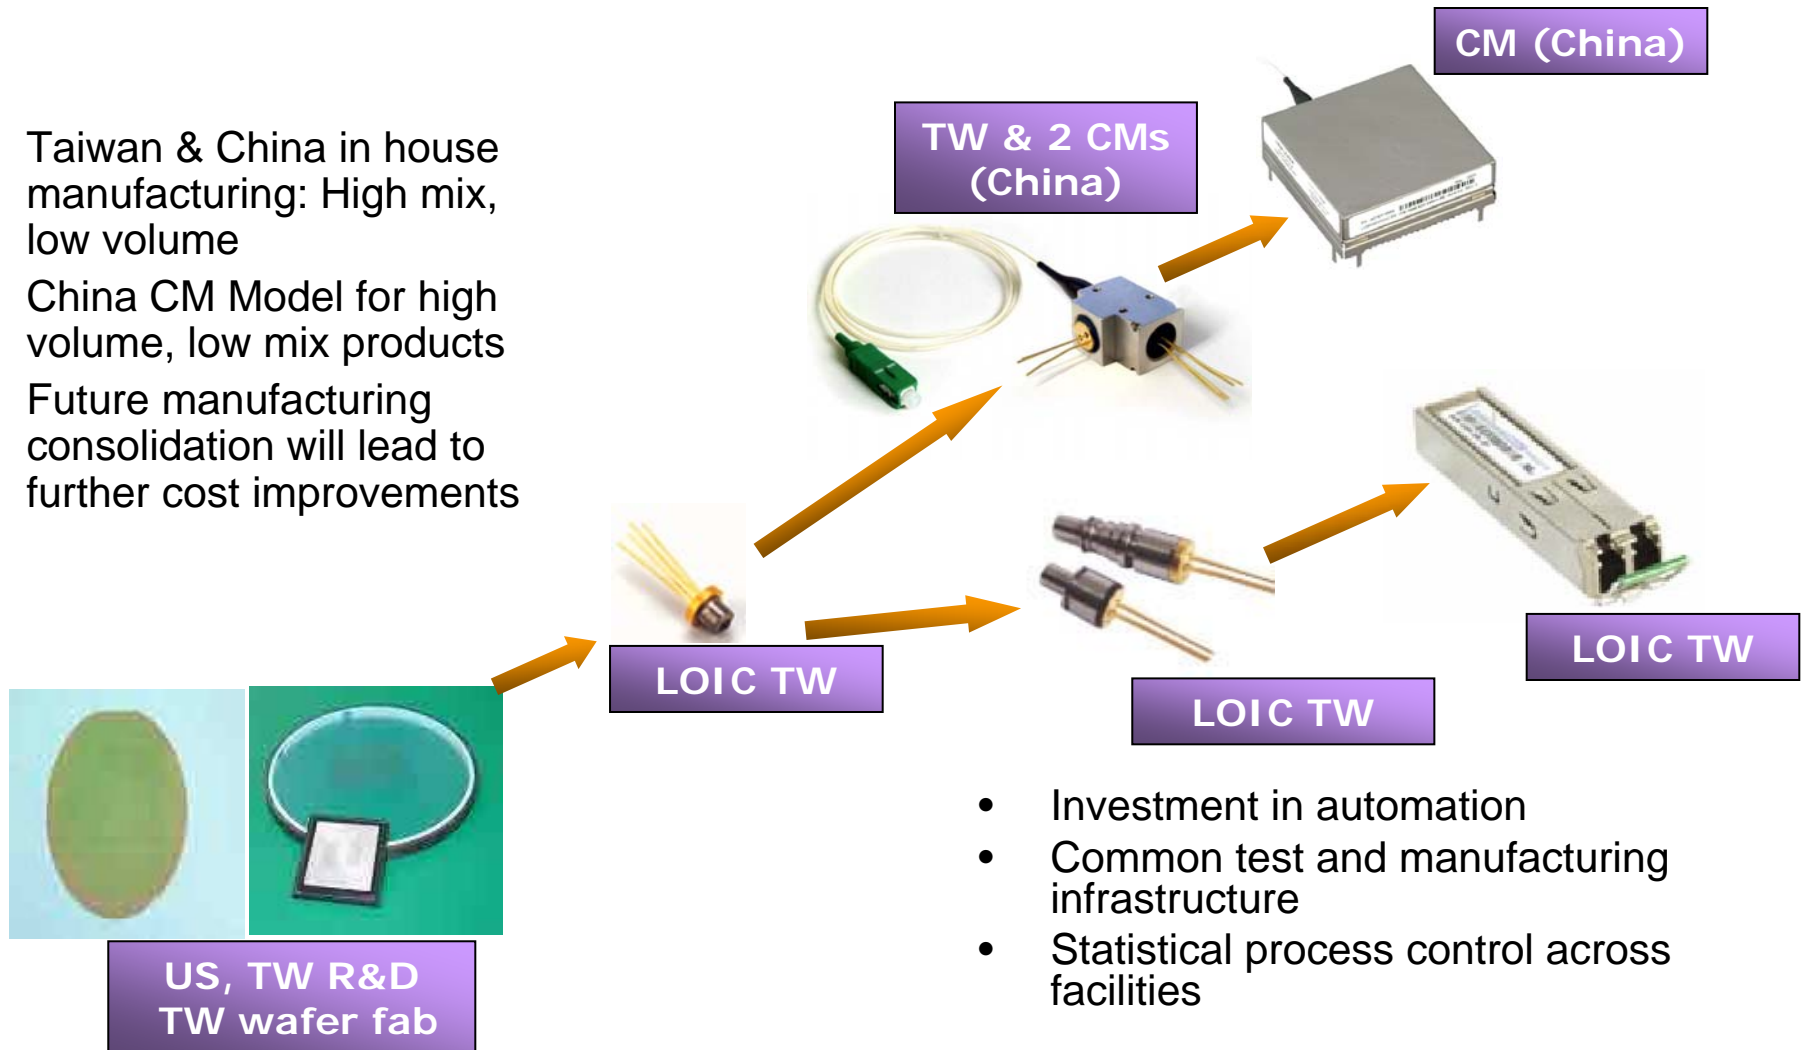 CM (China)
TW & 2 CMs
(China)
Taiwan & China in house
manufacturing: High mix,
low volume
China CM Model for high
volume, low mix products
Future manufacturing
consolidation will lead to
further cost improvements
LOIC TW
LOIC TW
LOIC TW
US, TW R&D
TW wafer fab
• Investment in automation
• Common test and manufacturing
infrastructure
• Statistical process control across
facilities